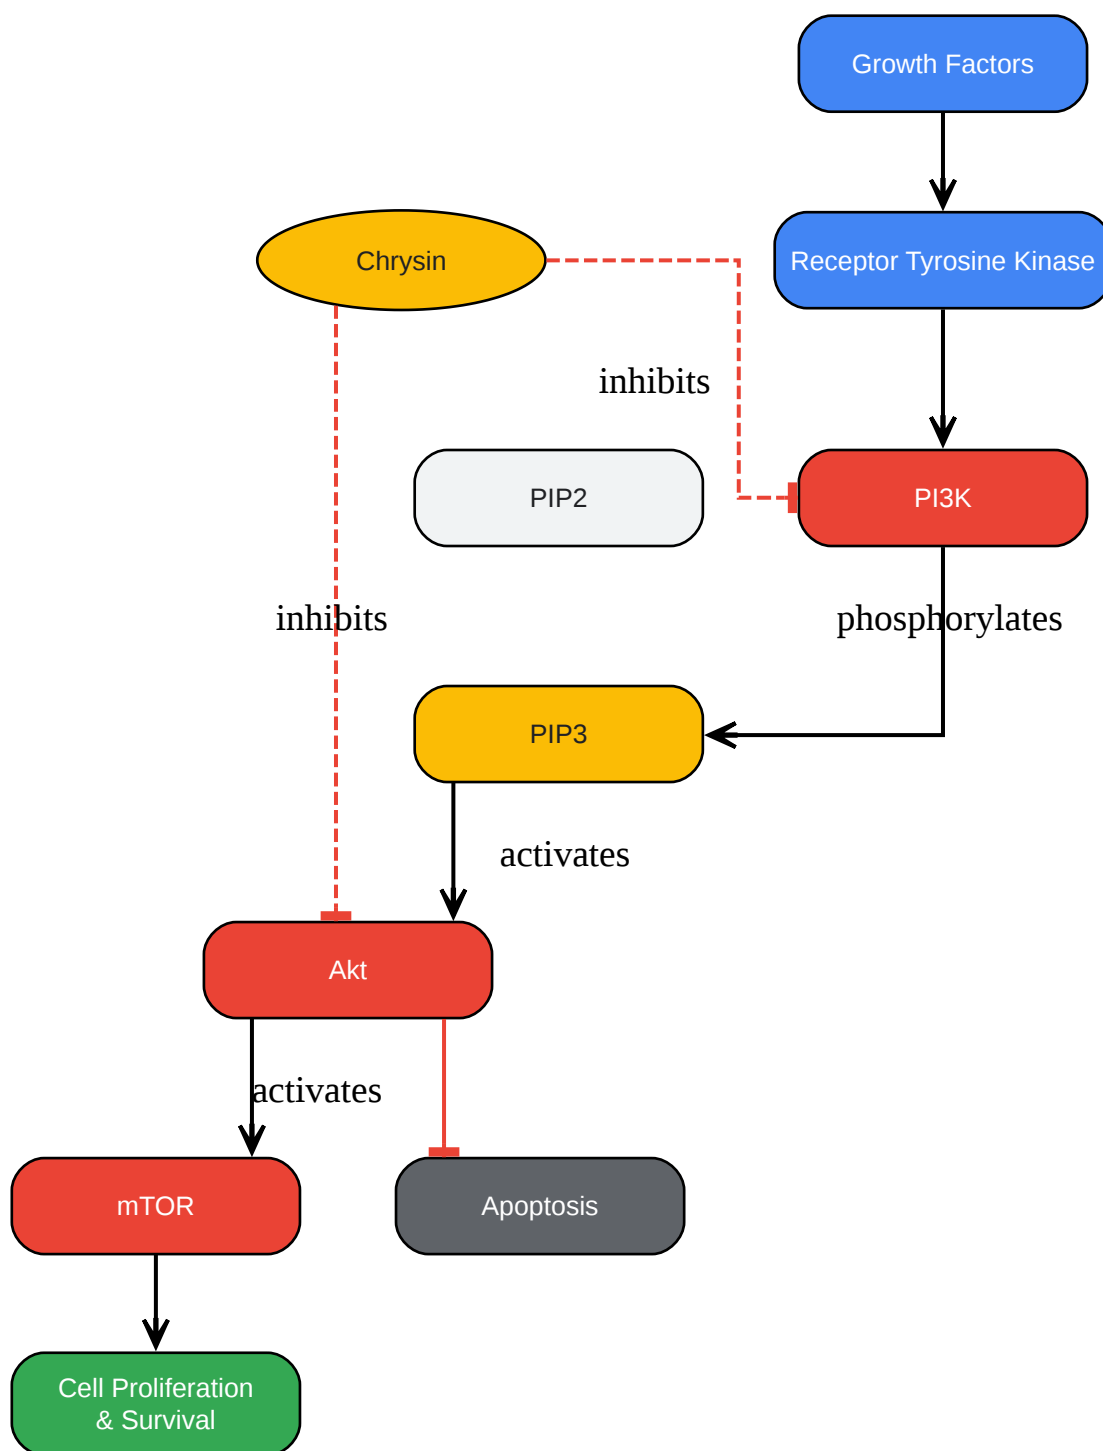 Growth Factors
Chrysin
Receptor Tyrosine Kinase
inhibits
PIP2
PI3K
inhibits
phosphorylates
PIP3
activates
Akt
activates
mTOR
Apoptosis
Cell Proliferation
& Survival